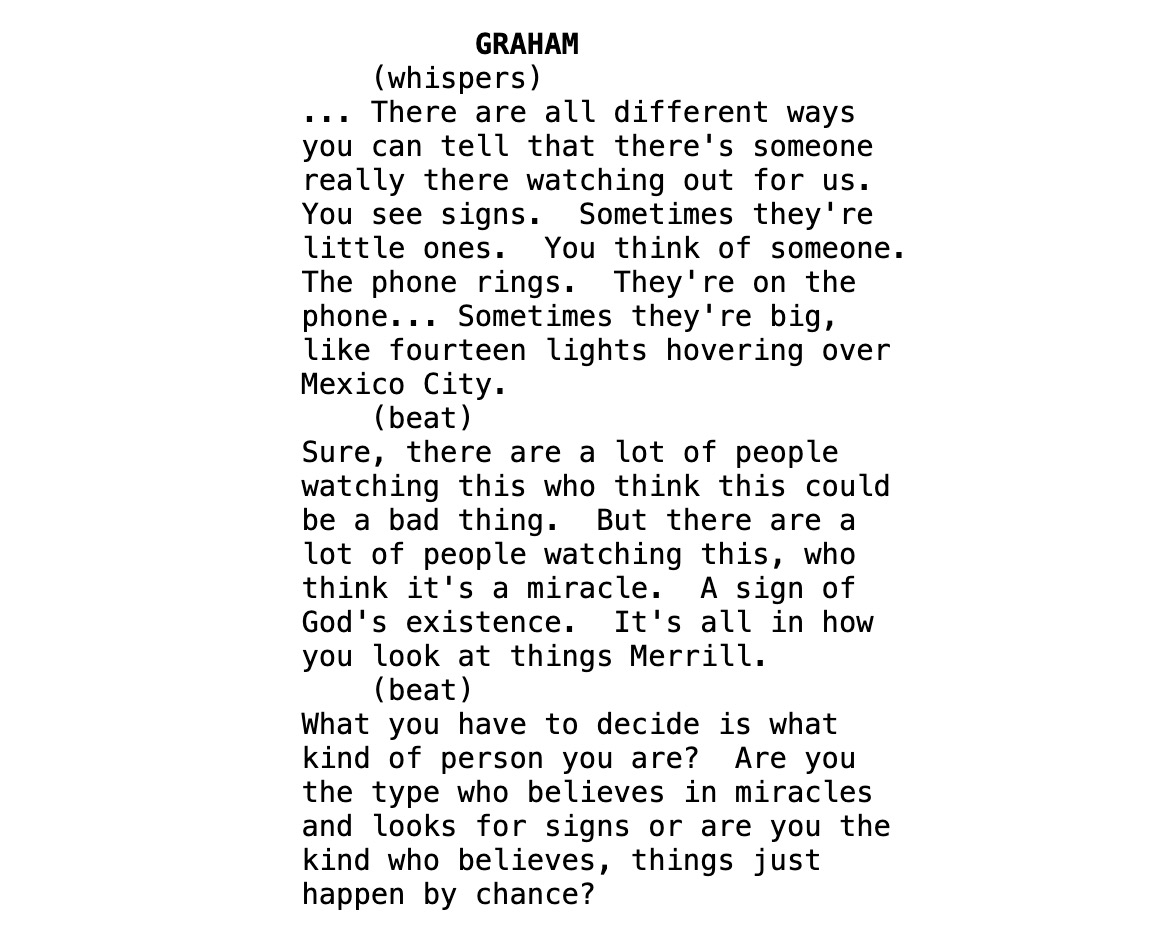 GRAHAM
(whispers)
... There are all different ways
you can tell that there's someone
really there watching out for us.
You see signs.  Sometimes they're
little ones.  You think of someone.
The phone rings.  They're on the
phone... Sometimes they're big,
like fourteen lights hovering over
Mexico City.
(beat)
Sure, there are a lot of people
watching this who think this could
be a bad thing.  But there are a
lot of people watching this, who
think it's a miracle.  A sign of
God's existence.  It's all in how
you look at things Merrill.
(beat)
What you have to decide is what
kind of person you are?  Are you
the type who believes in miracles
and looks for signs or are you the
kind who believes, things just
happen by chance?